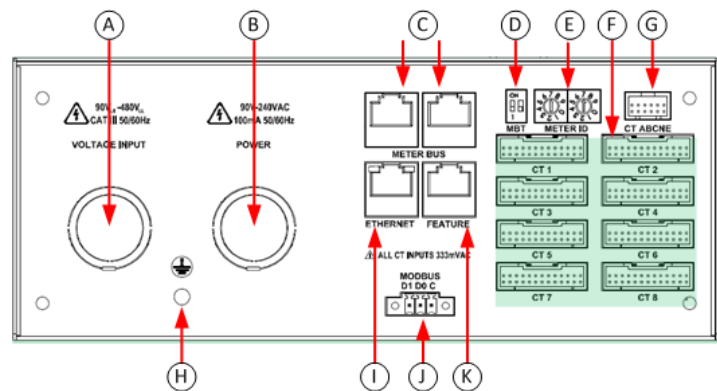 A B C D E F G
90V -480V
CAT III 50/60Hz
VOLTAGE INPUT
90V-240VAC
100mA 50/60Hz
POWER
METER BUS
ETHERNET FEATURE
⚠ ALL CT INPUTS 333mVAC
MODBUS
D1 D0 C
ON
1
MBT METER ID
CT ABCNE
CT 1 CT 2
CT 3 CT 4
CT 5 CT 6
CT 7 CT 8
H I J K